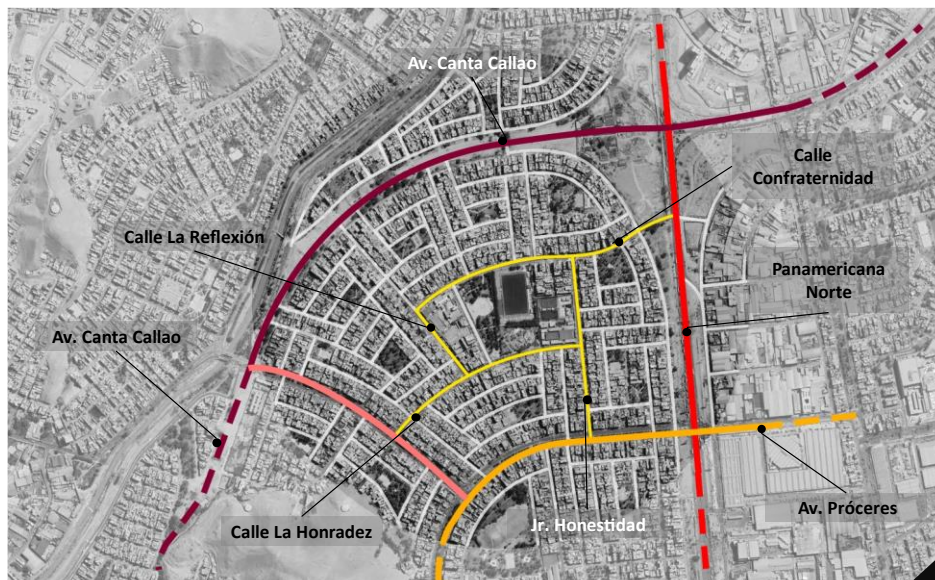 Av. Canta Callao
Calle
Confraternidad
Calle La Reflexión
Panamericana
Norte
Av. Canta Callao
Av. Próceres
Calle La Honradez
Jr. Honestidad